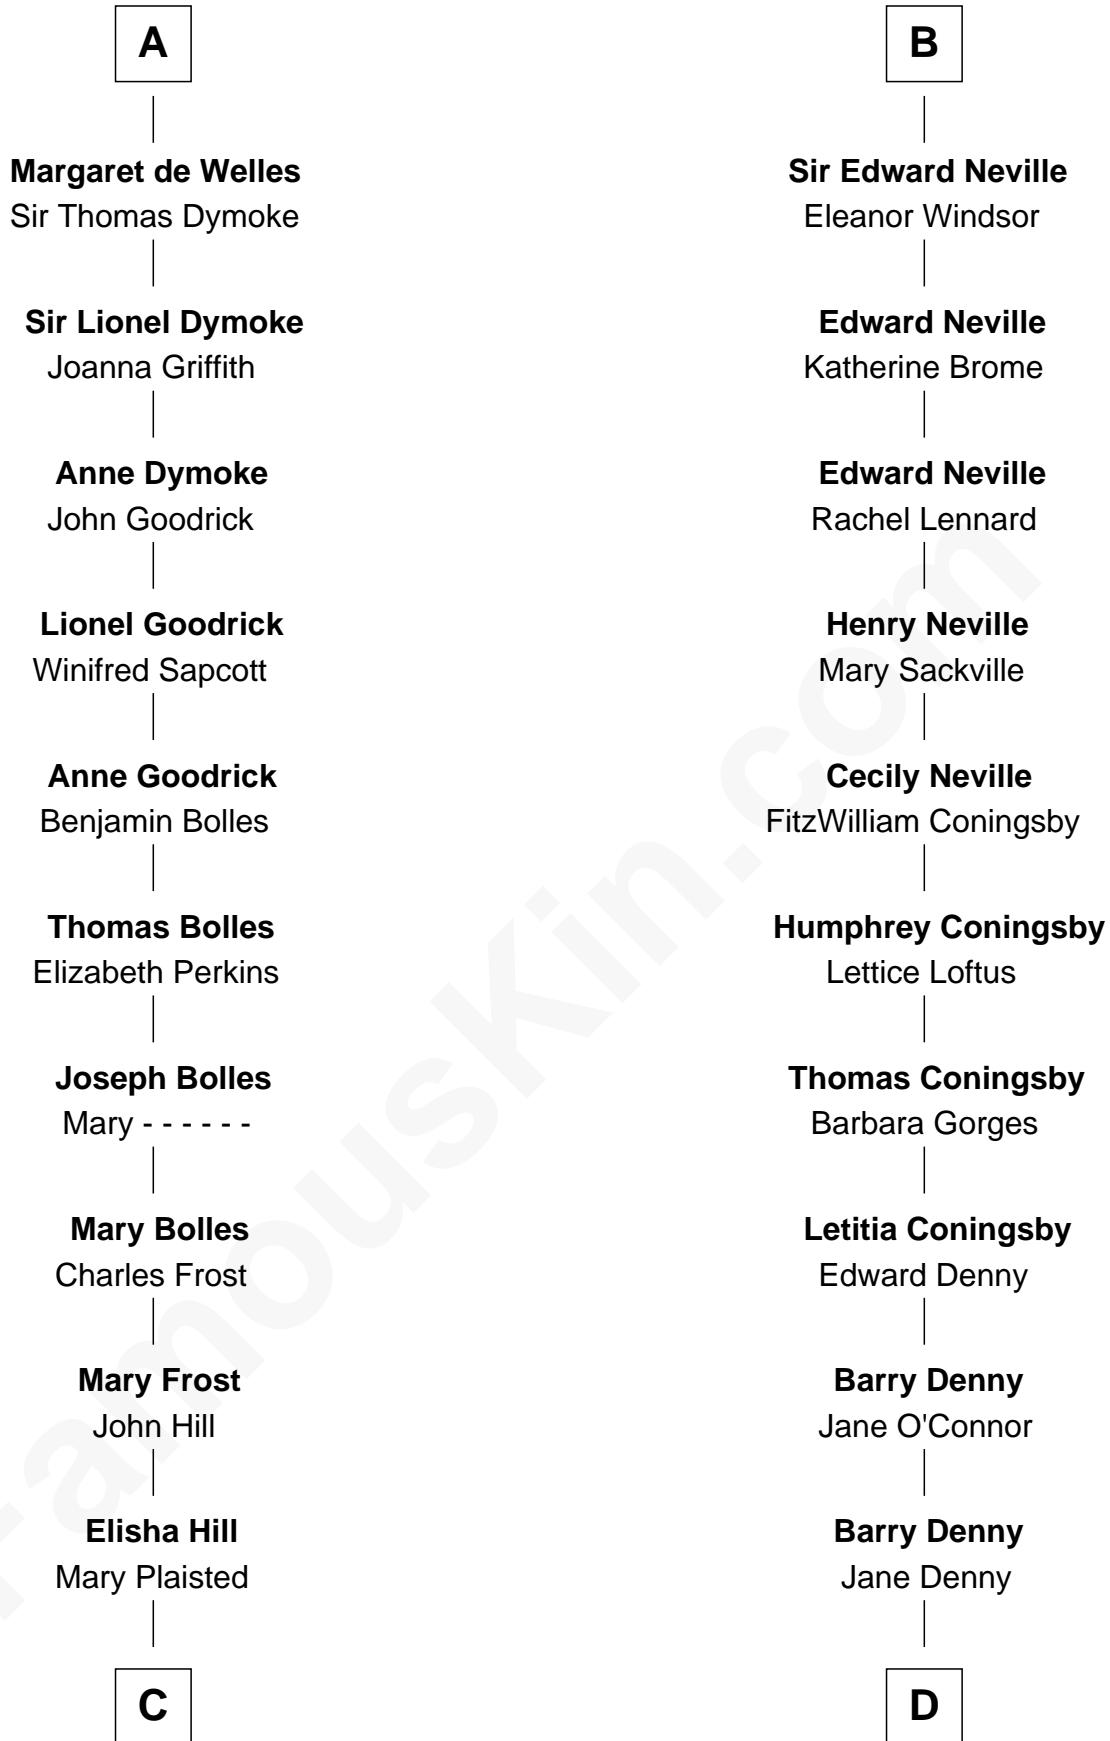 A
Margaret de Welles
Sir Thomas Dymoke
Sir Lionel Dymoke
Joanna Griffith
Anne Dymoke
John Goodrick
Lionel Goodrick
Winifred Sapcott
Anne Goodrick
Benjamin Bolles
Thomas Bolles
Elizabeth Perkins
Joseph Bolles
Mary - - - - - -
Mary Bolles
Charles Frost
Mary Frost
John Hill
Elisha Hill
Mary Plaisted
C
B
Sir Edward Neville
Eleanor Windsor
Edward Neville
Katherine Brome
Edward Neville
Rachel Lennard
Henry Neville
Mary Sackville
Cecily Neville
FitzWilliam Coningsby
Humphrey Coningsby
Lettice Loftus
Thomas Coningsby
Barbara Gorges
Letitia Coningsby
Edward Denny
Barry Denny
Jane O'Connor
Barry Denny
Jane Denny
D
FamousKin.com